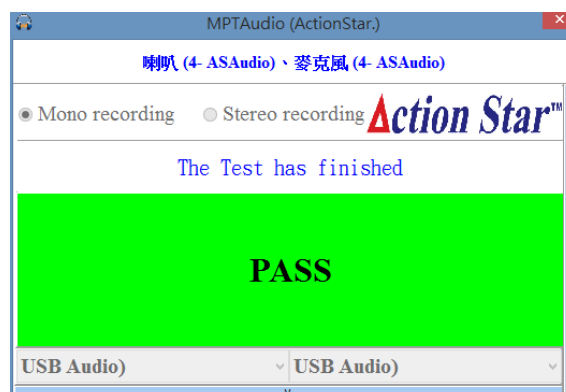 MPTAudio (ActionStar.)
喇叭 (4- ASAudio)、麥克風 (4- ASAudio)
Mono recording Stereo recording Action Star™
The Test has finished
PASS
USB Audio) USB Audio)